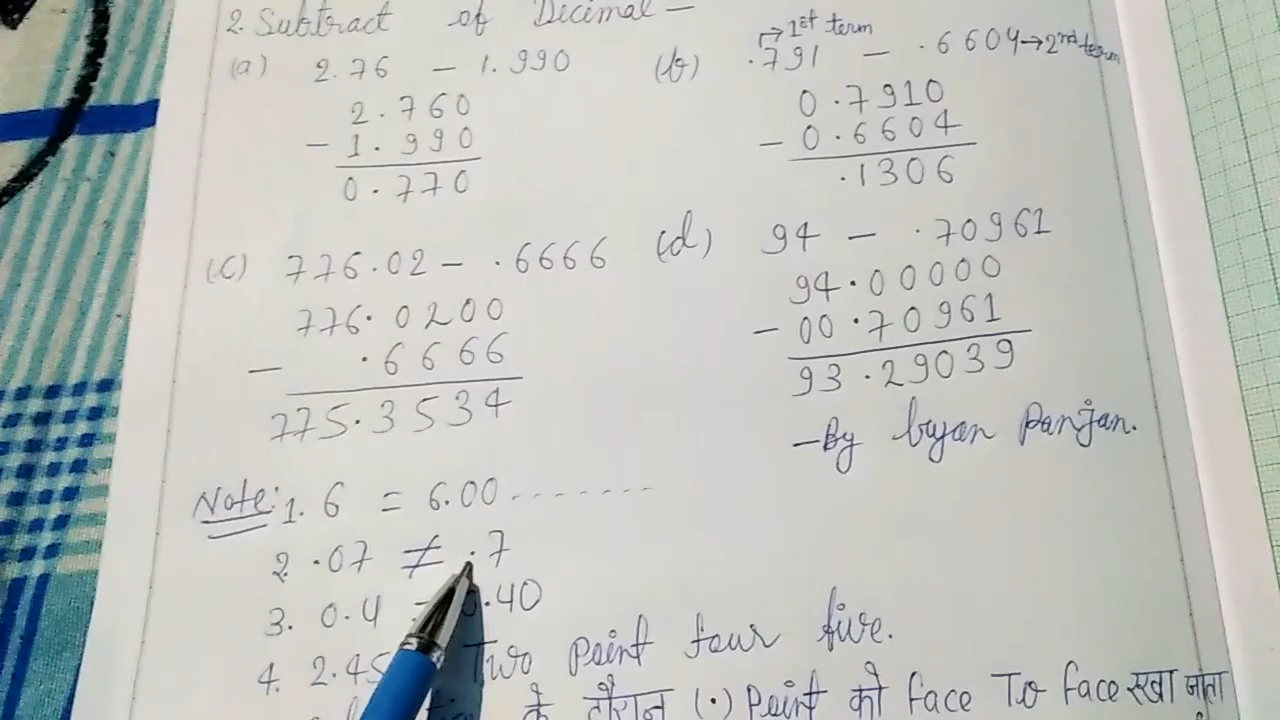 2. Subtract of Decimal –
(a) 2.76 – 1.990
2.760
– 1.990
0.770
(b) .791 – .6604 → 2nd term
→ 1st term
0.7910
– 0.6604
.1306
(c) 776.02 – .6666
776.0200
– .6666
775.3534
(d) 94 – .70961
94.00000
– 00.70961
93.29039
– By Gyan Panjan.
Note: 1. 6 = 6.00 ........
2. .07 ≠ .7
3. 0.4 = 0.40
4. 2.45 Two point four five.
के दौरान (.) Point को face To face रखा जाता